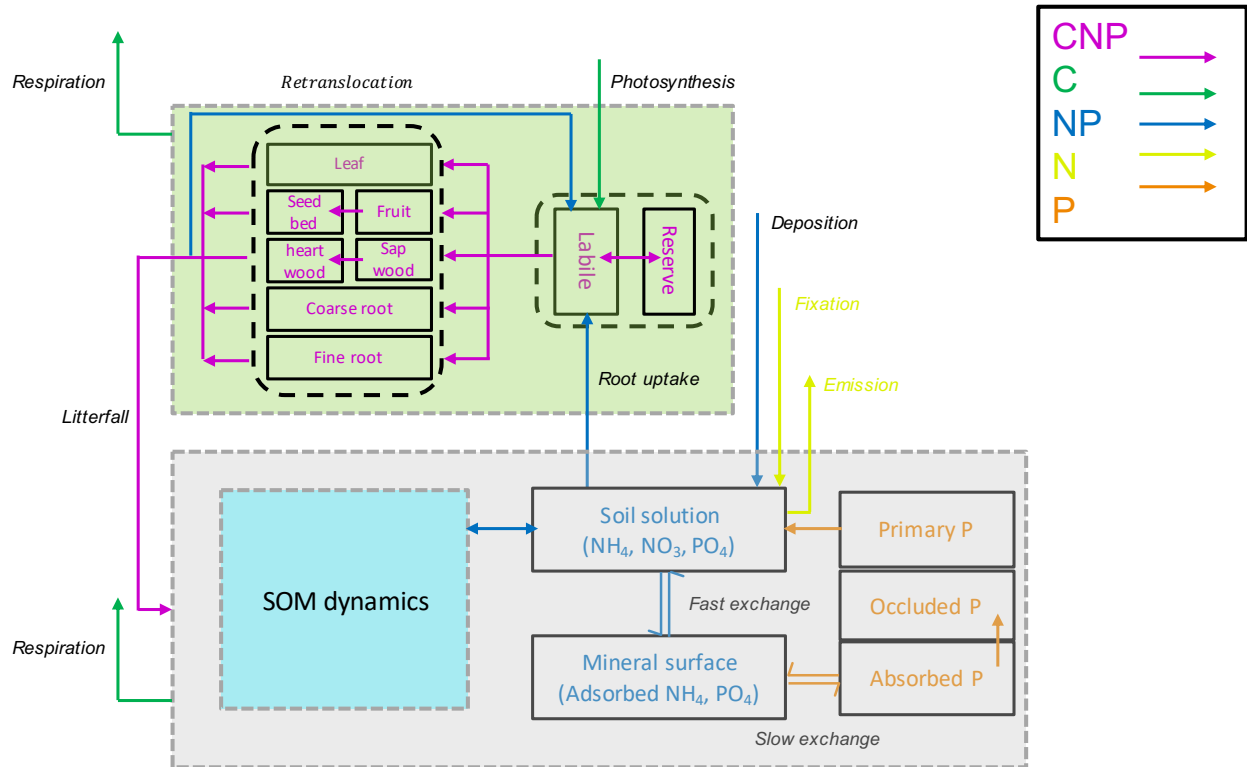 CNP
C
NP
N
P
Respiration
Retranslocation
Photosynthesis
Leaf
Seed
bed
Fruit
heart
wood
Sap
wood
Coarse root
Fine root
Labile
Reserve
Deposition
Fixation
Emission
Root uptake
Litterfall
SOM dynamics
Soil solution
(NH₄, NO₃, PO₄)
Primary P
Occluded P
Absorbed P
Fast exchange
Mineral surface
(Adsorbed NH₄, PO₄)
Slow exchange
Respiration